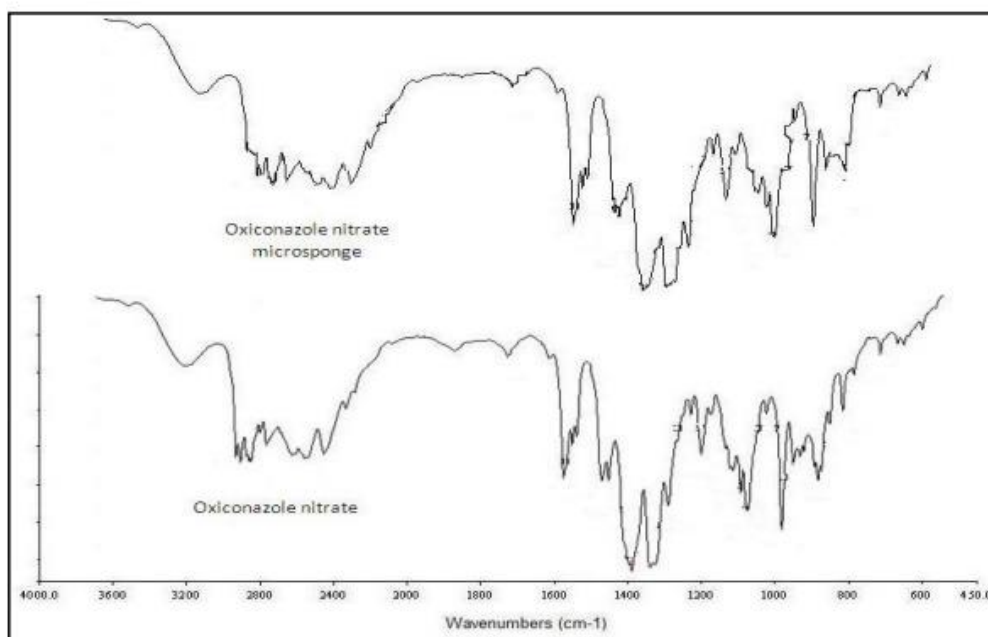 Oxiconazole nitrate
microsponge
Oxiconazole nitrate
4000.0 3600 3200 2800 2400 2000 1600 1400 1200 1000 800 600 450.0
Wavenumbers (cm-1)